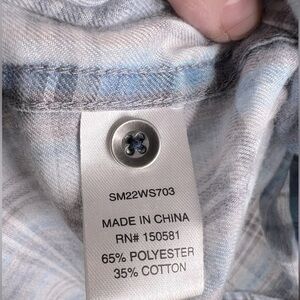 SM22WS703
MADE IN CHINA
RN# 150581
65% POLYESTER
35% COTTON